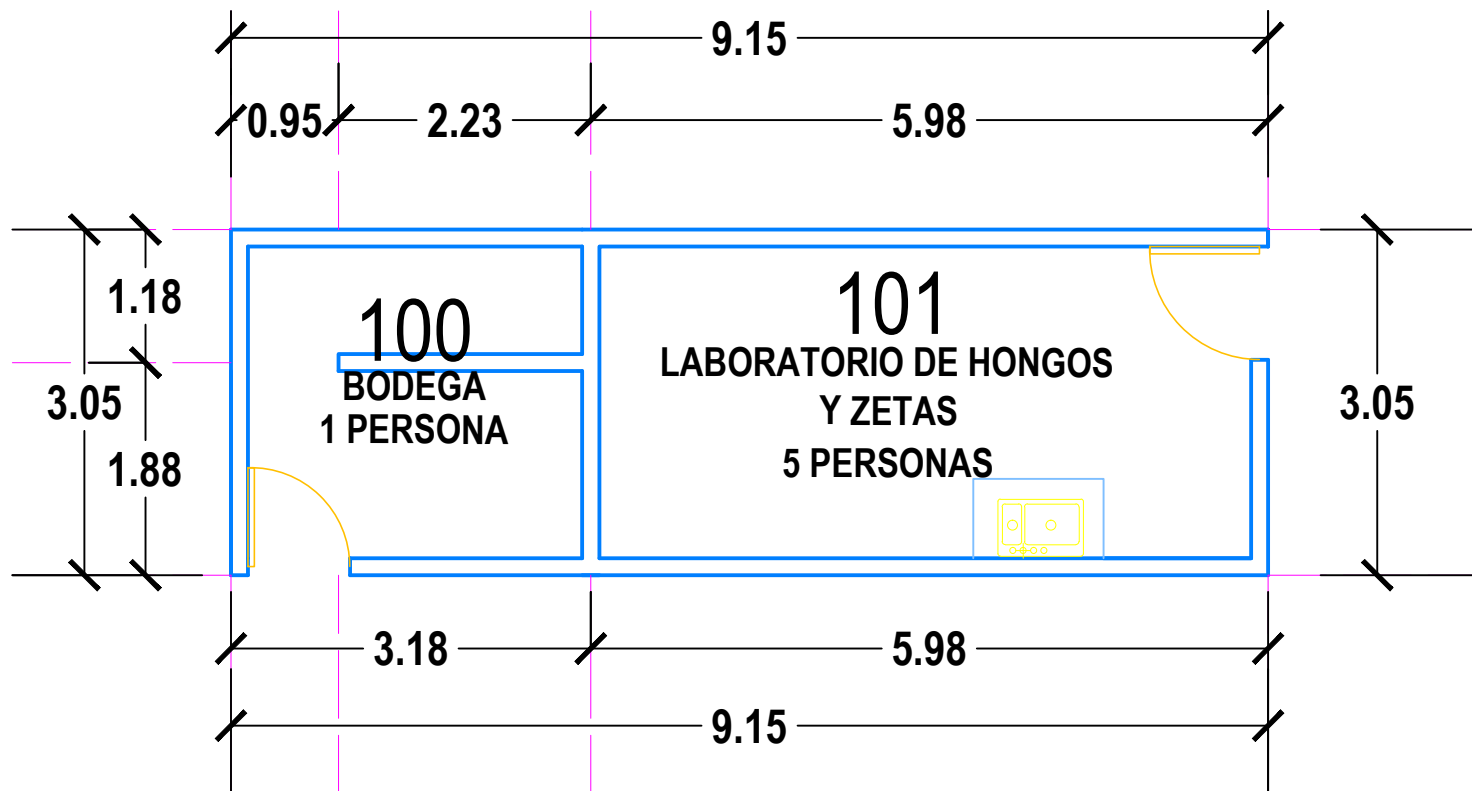 9.15
0.95 2.23 5.98
1.18
3.05
1.88
100
BODEGA
1 PERSONA
101
LABORATORIO DE HONGOS
Y ZETAS
5 PERSONAS
3.05
3.18 5.98
9.15